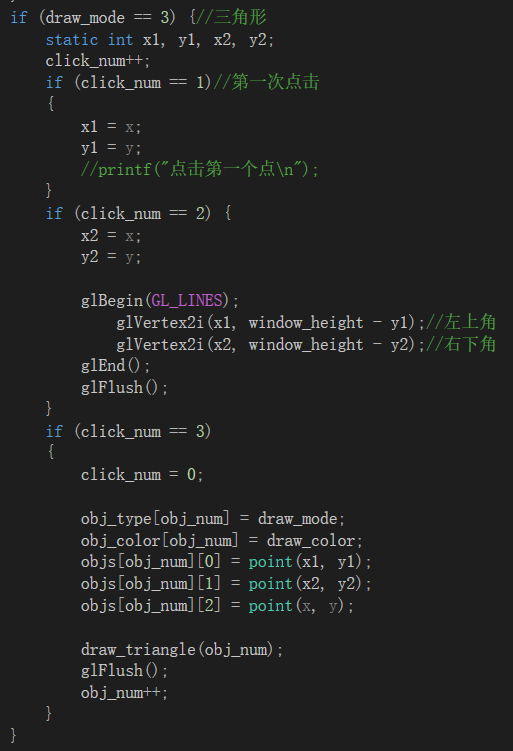 if (draw_mode == 3) {//三角形
    static int x1, y1, x2, y2;
    click_num++;
    if (click_num == 1)//第一次点击
    {
        x1 = x;
        y1 = y;
        //printf("点击第一个点\n");
    }
    if (click_num == 2) {
        x2 = x;
        y2 = y;

        glBegin(GL_LINES);
            glVertex2i(x1, window_height - y1);//左上角
            glVertex2i(x2, window_height - y2);//右下角
        glEnd();
        glFlush();
    }
    if (click_num == 3)
    {
        click_num = 0;

        obj_type[obj_num] = draw_mode;
        obj_color[obj_num] = draw_color;
        objs[obj_num][0] = point(x1, y1);
        objs[obj_num][1] = point(x2, y2);
        objs[obj_num][2] = point(x, y);

        draw_triangle(obj_num);
        glFlush();
        obj_num++;
    }
}